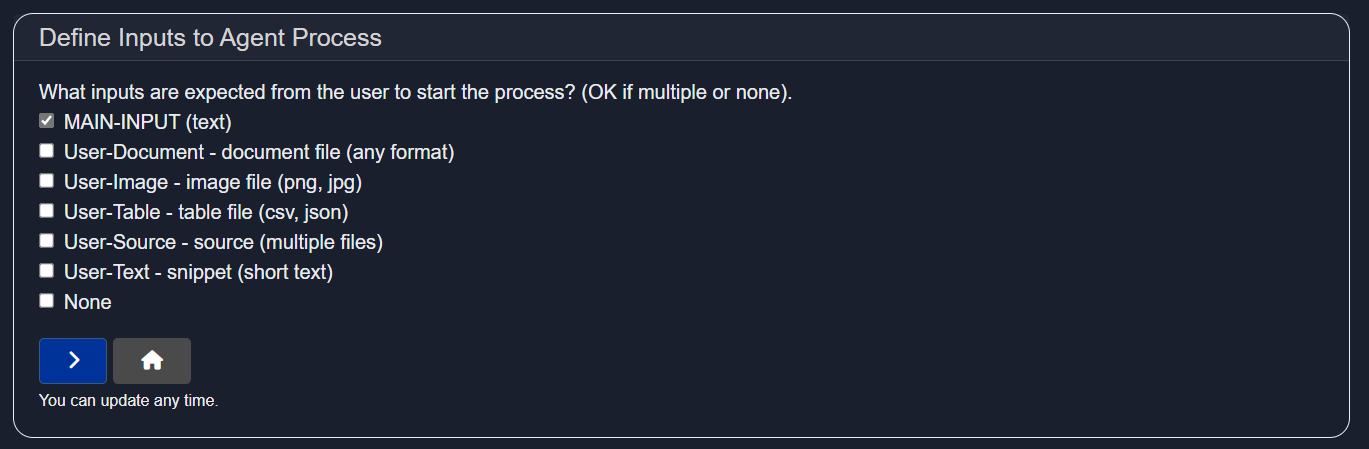 Define Inputs to Agent Process
What inputs are expected from the user to start the process? (OK if multiple or none).
MAIN-INPUT (text)
User-Document - document file (any format)
User-Image - image file (png, jpg)
User-Table - table file (csv, json)
User-Source - source (multiple files)
User-Text - snippet (short text)
None
You can update any time.